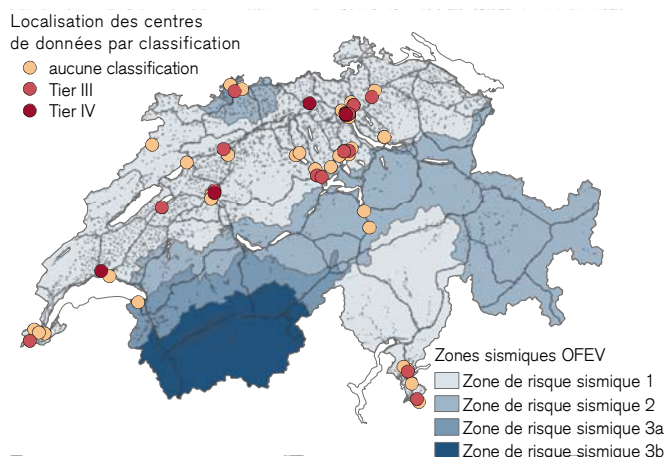 Localisation des centres
de données par classification
aucune classification
Tier III
Tier IV
Zones sismiques OFEV
Zone de risque sismique 1
Zone de risque sismique 2
Zone de risque sismique 3a
Zone de risque sismique 3b